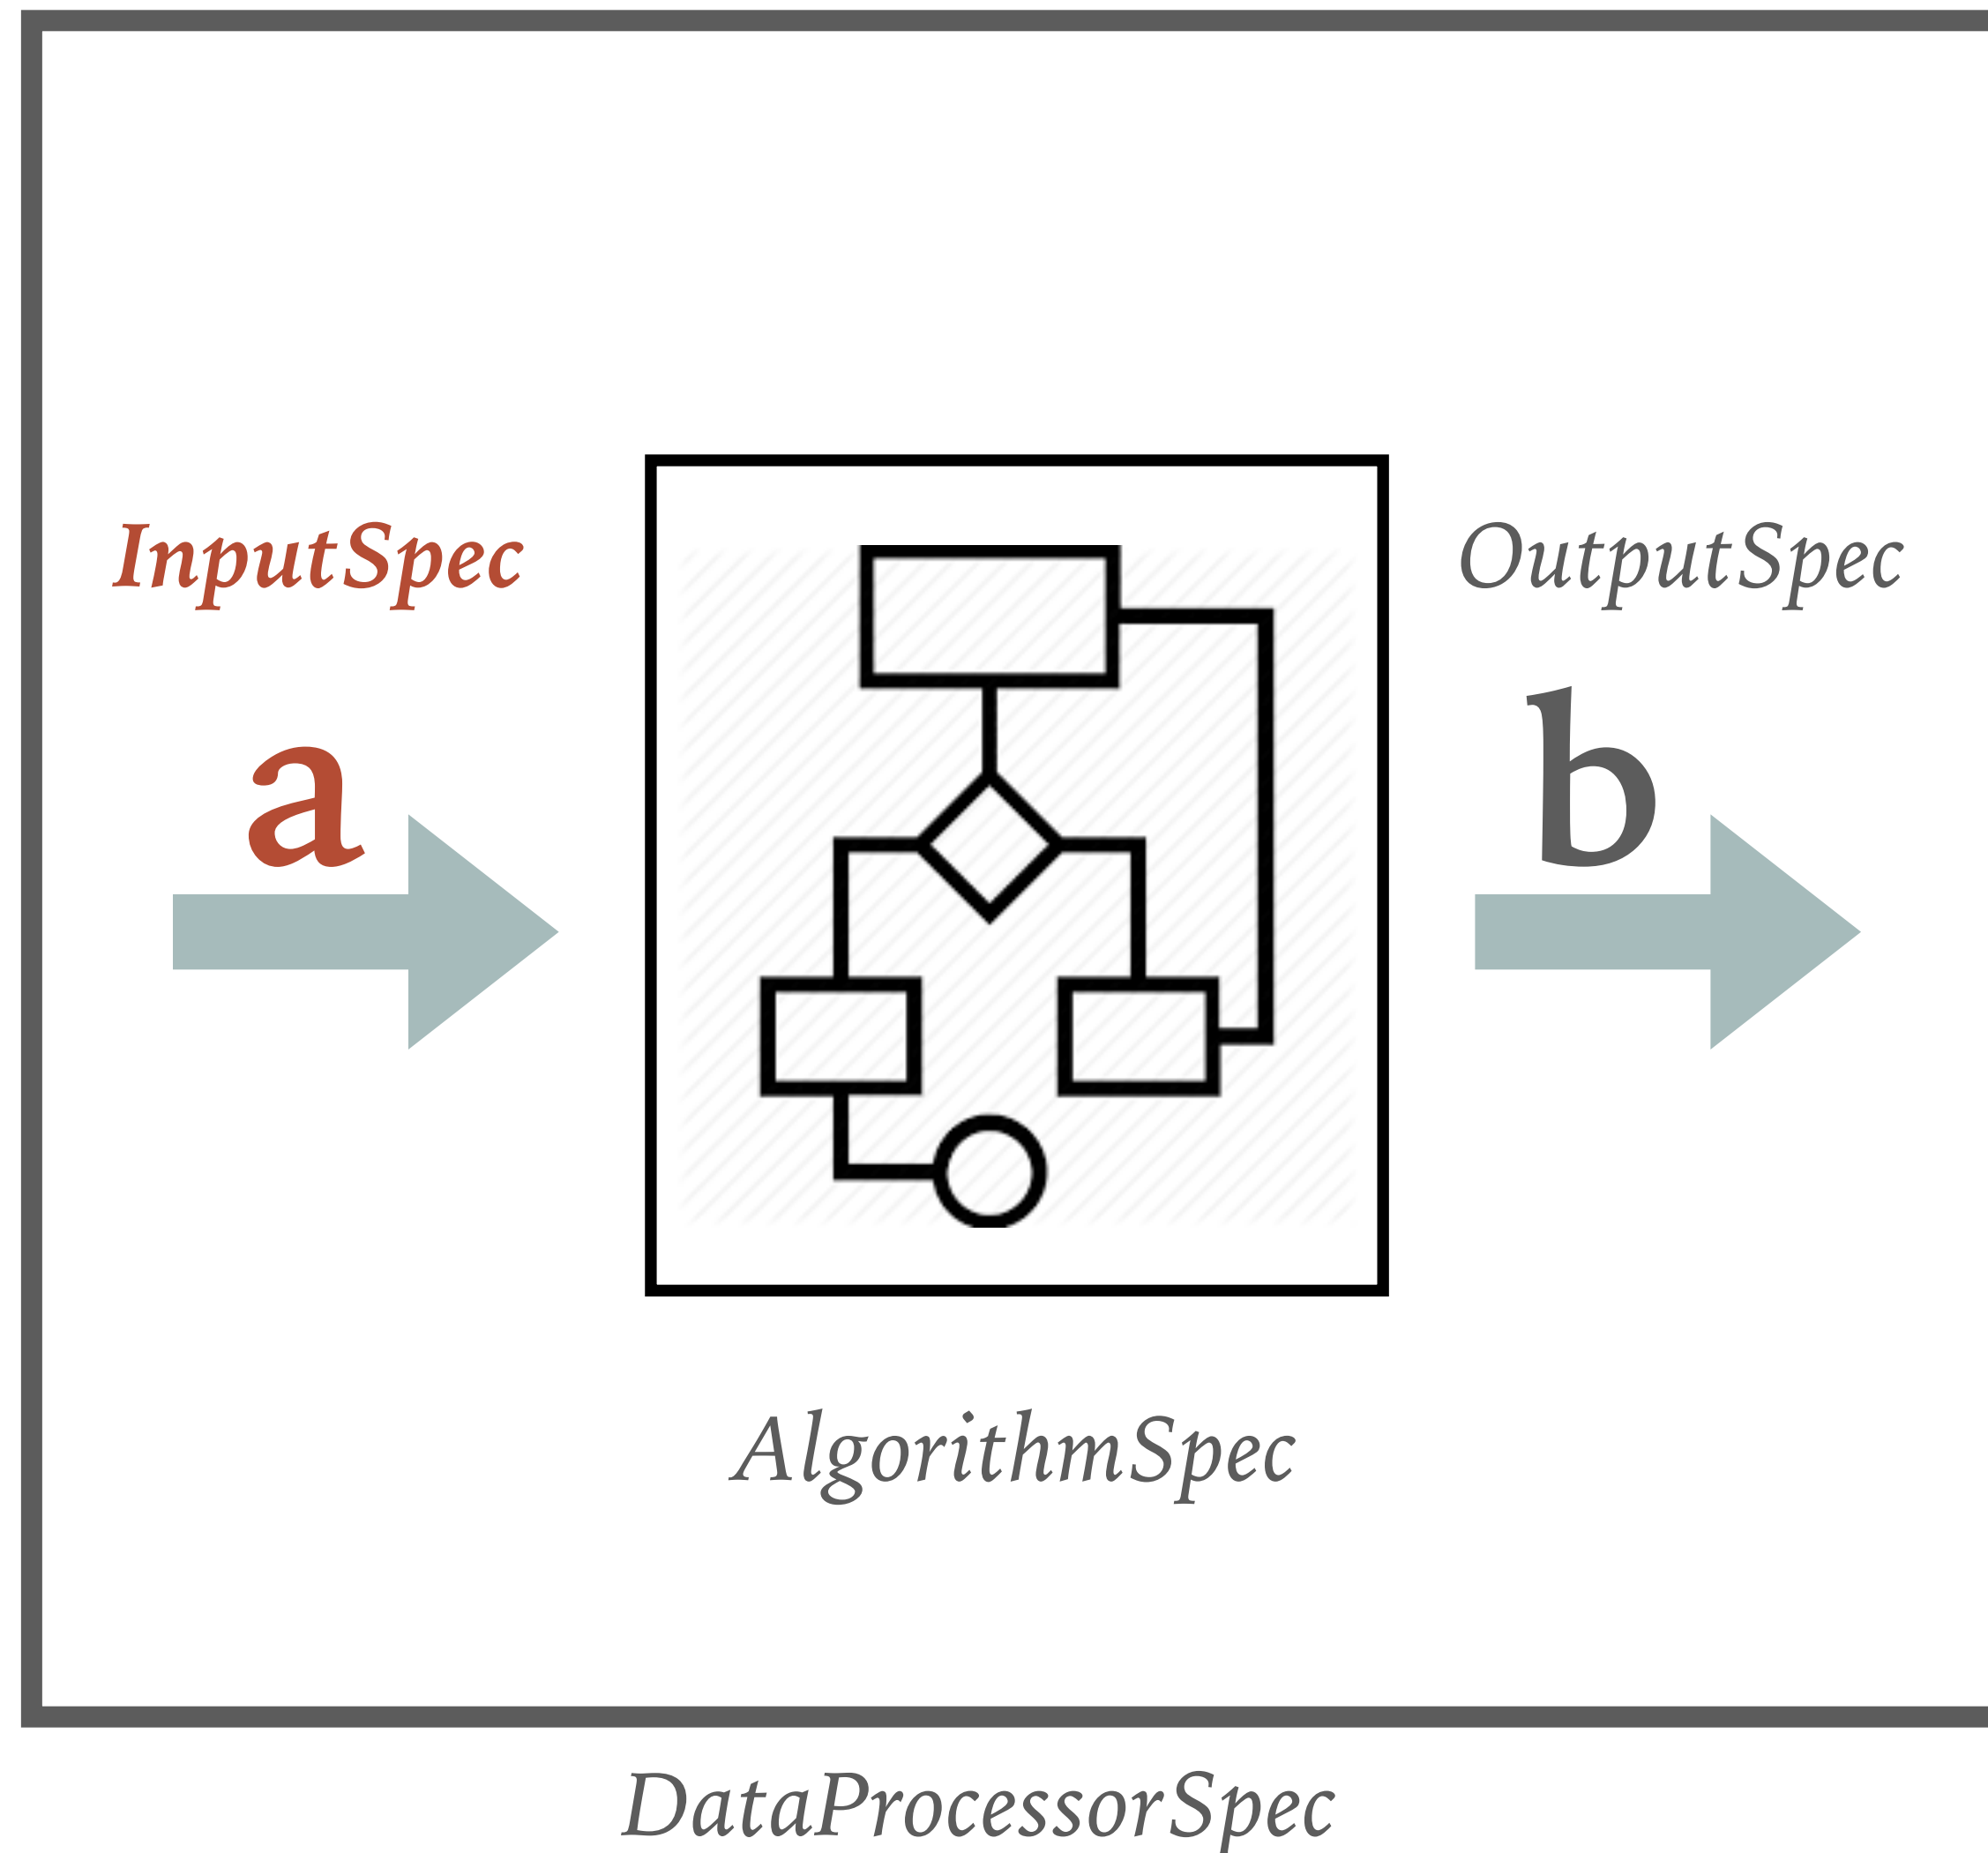 InputSpec
OutputSpec
a
b
AlgorithmSpec
DataProcessorSpec